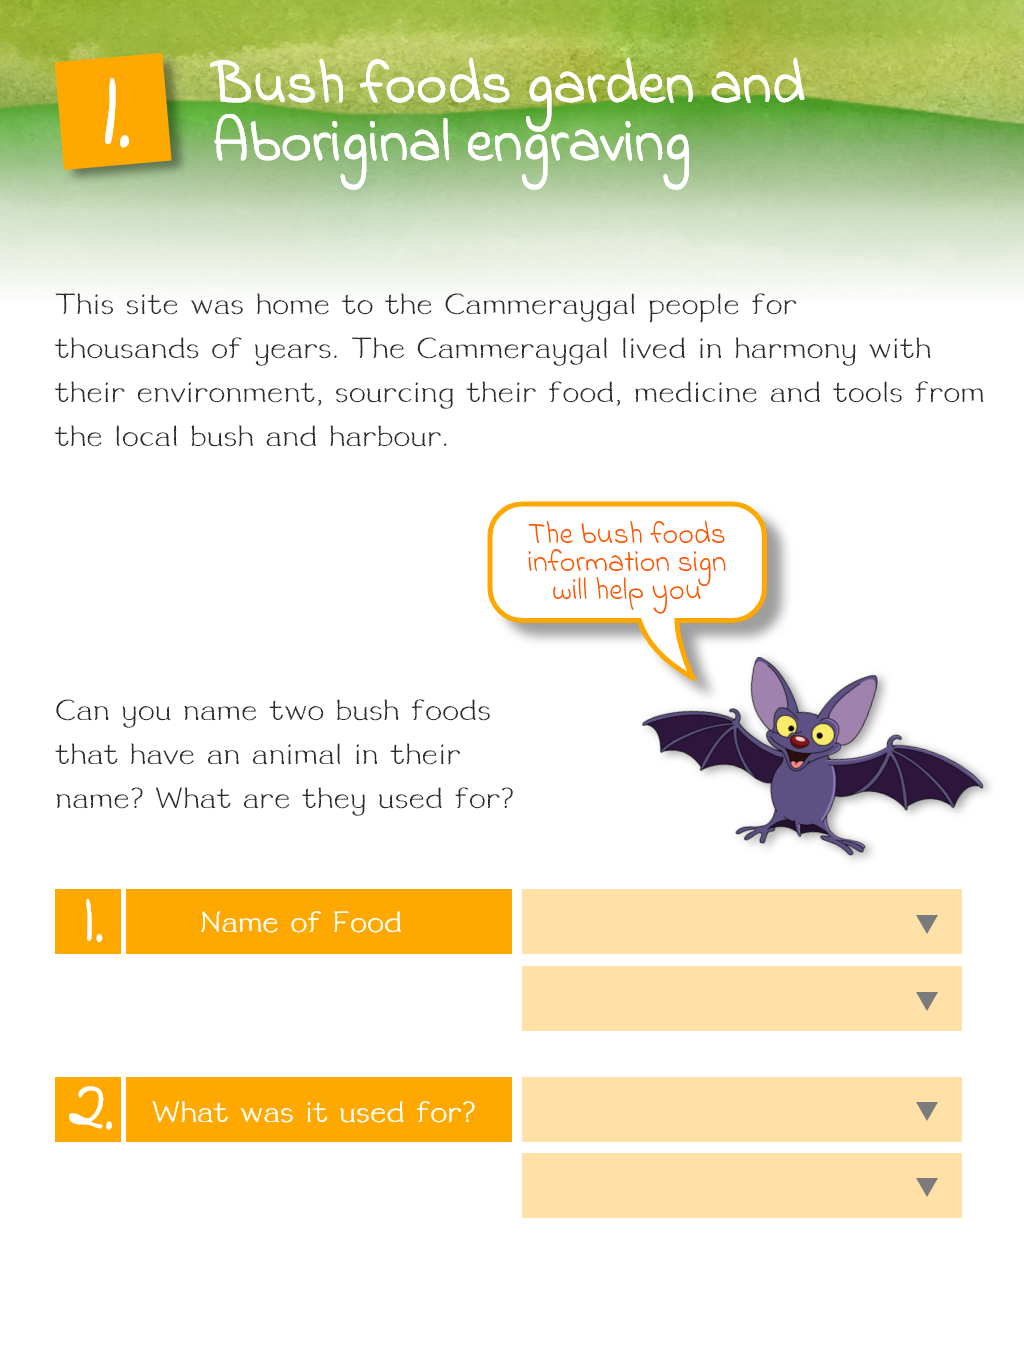 1.
Bush foods garden and
Aboriginal engraving
This site was home to the Cammeraygal people for
thousands of years. The Cammeraygal lived in harmony with
their environment, sourcing their food, medicine and tools from
the local bush and harbour.
The bush foods
information sign
will help you
Can you name two bush foods
that have an animal in their
name? What are they used for?
1. Name of Food
2. What was it used for?